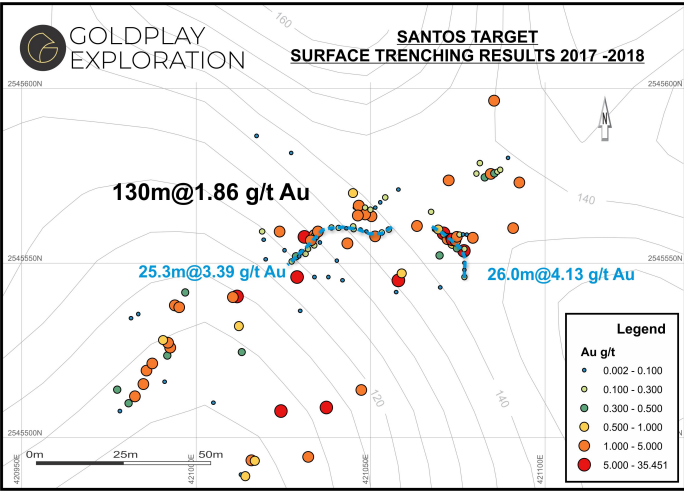 GOLDPLAY
EXPLORATION
SANTOS TARGET
SURFACE TRENCHING RESULTS 2017 -2018
160
2545600N
2545600N
N
130m@1.86 g/t Au
140
2545550N
2545550N
25.3m@3.39 g/t Au
26.0m@4.13 g/t Au
120
140
Legend
Au g/t
0.002 - 0.100
0.100 - 0.300
0.300 - 0.500
0.500 - 1.000
1.000 - 5.000
5.000 - 35.451
2545500N
2545500N
0m
25m
50m
420950E
421000E
421050E
421100E